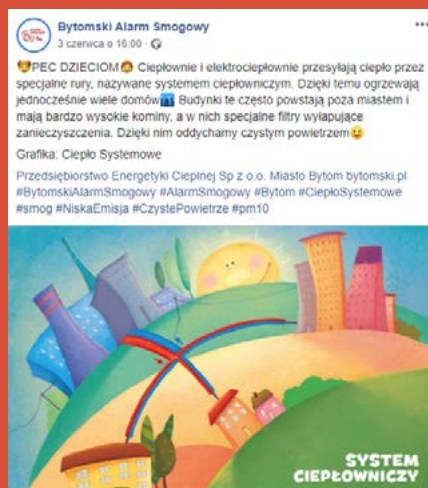 Bytomski Alarm Smogowy
3 czerwca o 16:00 ·
PEC DZIECIOM Ciepłownie i elektrociepłownie przesyłają ciepło przez
specjalne rury, nazywane systemem ciepłowniczym. Dzięki temu ogrzewają
jednocześnie wiele domów Budynki te często powstają poza miastem i
mają bardzo wysokie kominy, a w nich specjalne filtry wyłapujące
zanieczyszczenia. Dzięki nim oddychamy czystym powietrzem
Grafika: Ciepło Systemowe
Przedsiębiorstwo Energetyki Cieplnej Sp z o.o. Miasto Bytom bytomski.pl
#BytomskiAlarmSmogowy #AlarmSmogowy #Bytom #CiepłoSystemowe
#smog #NiskaEmisja #CzystePowietrze #pm10
SYSTEM
CIEPŁOWNICZY